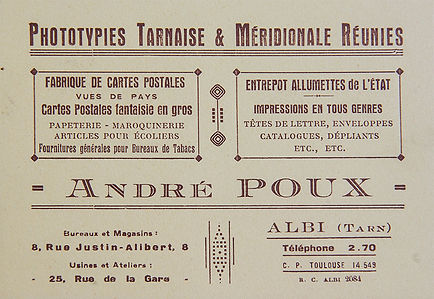 PHOTOTYPIES TARNAISE & MÉRIDIONALE RÉUNIES
FABRIQUE DE CARTES POSTALES
VUES DE PAYS
Cartes Postales fantaisie en gros
PAPETERIE - MAROQUINERIE
ARTICLES POUR ÉCOLIERS
Fournitures générales pour Bureaux de Tabacs
ENTREPOT ALLUMETTES de L'ÉTAT
IMPRESSIONS EN TOUS GENRES
TÊTES DE LETTRE, ENVELOPPES
CATALOGUES, DÉPLIANTS
ETC., ETC.
= ANDRÉ POUX =
Bureaux et Magasins :
8, Rue Justin-Alibert, 8
Usines et Ateliers :
- 25, Rue de la Gare -
ALBI (TARN)
Téléphone 2.70
C. P. TOULOUSE 14.549
R. C. ALBI 2084